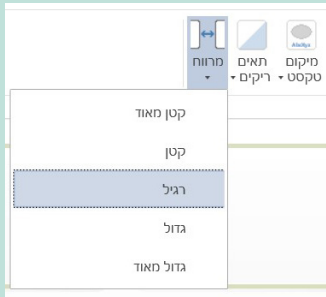 מיקום טקסט
תאים ריקים
מרווח
קטן מאוד
קטן
רגיל
גדול
גדול מאוד